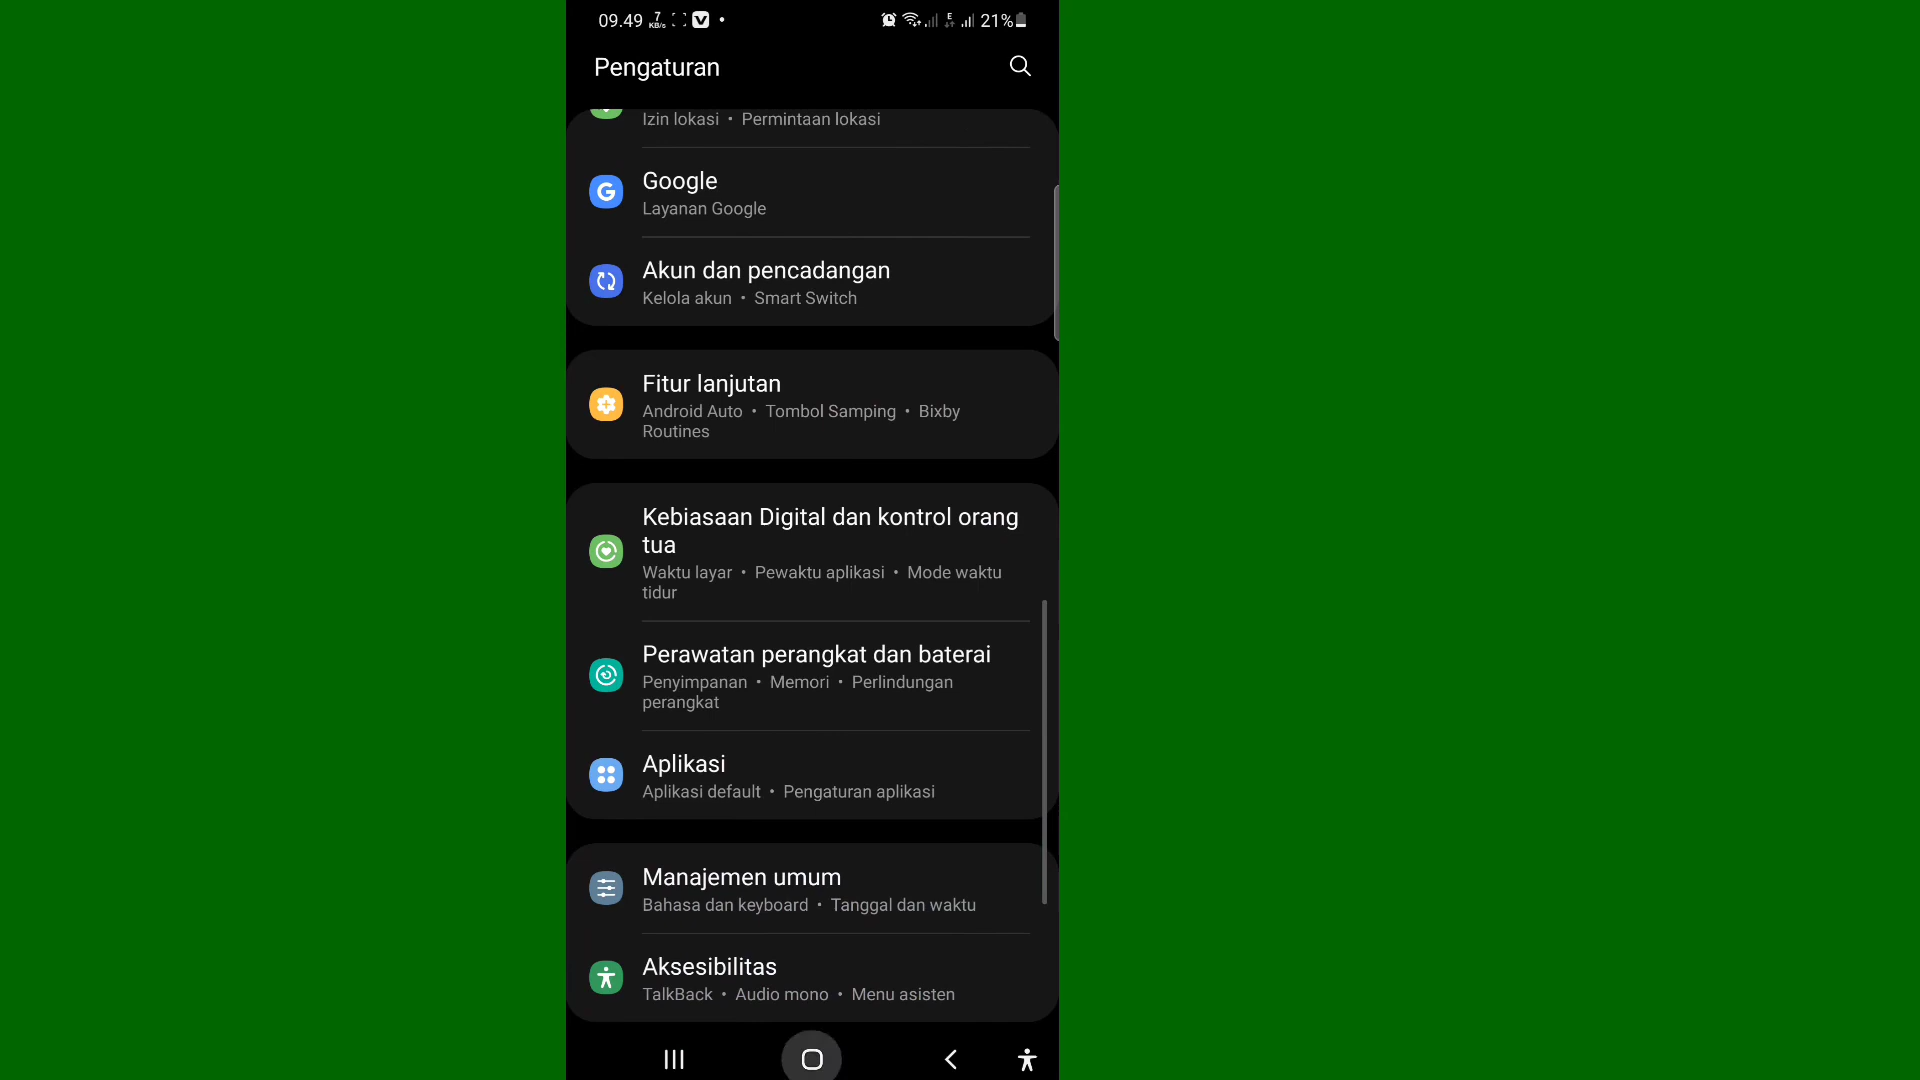 09.49 7 KB/s E 21%
Pengaturan
Izin lokasi • Permintaan lokasi
Google
Layanan Google
Akun dan pencadangan
Kelola akun • Smart Switch
Fitur lanjutan
Android Auto • Tombol Samping • Bixby
Routines
Kebiasaan Digital dan kontrol orang
tua
Waktu layar • Pewaktu aplikasi • Mode waktu
tidur
Perawatan perangkat dan baterai
Penyimpanan • Memori • Perlindungan
perangkat
Aplikasi
Aplikasi default • Pengaturan aplikasi
Manajemen umum
Bahasa dan keyboard • Tanggal dan waktu
Aksesibilitas
TalkBack • Audio mono • Menu asisten